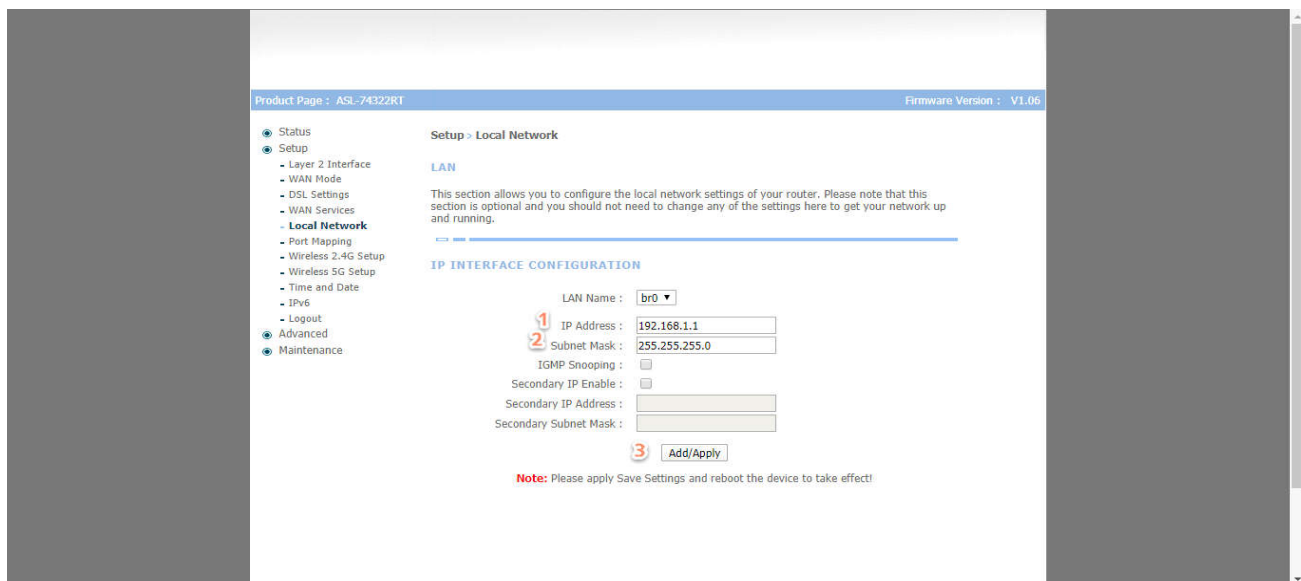 Product Page : ASL-74322RT Firmware Version : V1.06
Status
Setup
Layer 2 Interface
WAN Mode
DSL Settings
WAN Services
Local Network
Port Mapping
Wireless 2.4G Setup
Wireless 5G Setup
Time and Date
IPv6
Logout
Advanced
Maintenance
Setup > Local Network
LAN
This section allows you to configure the local network settings of your router. Please note that this
section is optional and you should not need to change any of the settings here to get your network up
and running.
IP INTERFACE CONFIGURATION
LAN Name : br0
1 IP Address : 192.168.1.1
2 Subnet Mask : 255.255.255.0
IGMP Snooping :
Secondary IP Enable :
Secondary IP Address :
Secondary Subnet Mask :
3 Add/Apply
Note: Please apply Save Settings and reboot the device to take effect!